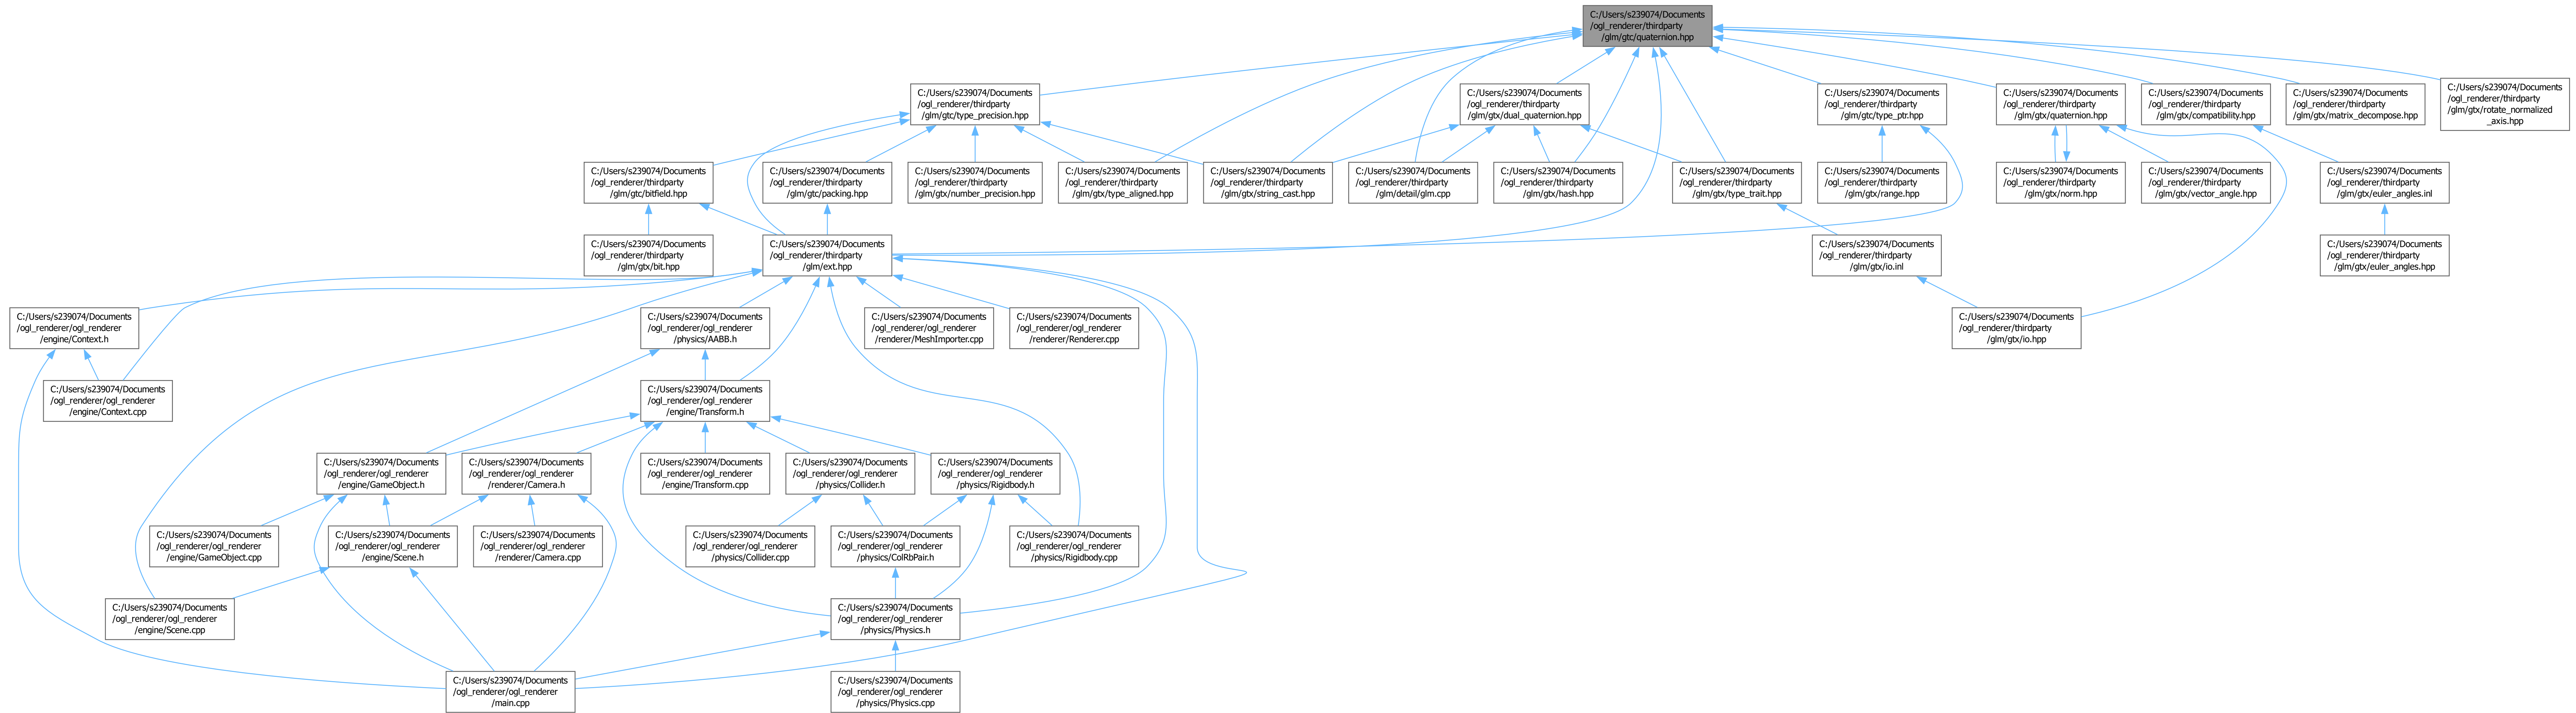 C:/Users/s239074/Documents
/ogl_renderer/thirdparty
/glm/gtc/quaternion.hpp
C:/Users/s239074/Documents
/ogl_renderer/thirdparty
/glm/gtc/type_precision.hpp
C:/Users/s239074/Documents
/ogl_renderer/thirdparty
/glm/gtx/dual_quaternion.hpp
C:/Users/s239074/Documents
/ogl_renderer/thirdparty
/glm/gtc/type_ptr.hpp
C:/Users/s239074/Documents
/ogl_renderer/thirdparty
/glm/gtx/quaternion.hpp
C:/Users/s239074/Documents
/ogl_renderer/thirdparty
/glm/gtx/compatibility.hpp
C:/Users/s239074/Documents
/ogl_renderer/thirdparty
/glm/gtx/matrix_decompose.hpp
C:/Users/s239074/Documents
/ogl_renderer/thirdparty
/glm/gtx/rotate_normalized
_axis.hpp
C:/Users/s239074/Documents
/ogl_renderer/thirdparty
/glm/gtc/bitfield.hpp
C:/Users/s239074/Documents
/ogl_renderer/thirdparty
/glm/gtc/packing.hpp
C:/Users/s239074/Documents
/ogl_renderer/thirdparty
/glm/gtx/number_precision.hpp
C:/Users/s239074/Documents
/ogl_renderer/thirdparty
/glm/gtx/type_aligned.hpp
C:/Users/s239074/Documents
/ogl_renderer/thirdparty
/glm/gtx/string_cast.hpp
C:/Users/s239074/Documents
/ogl_renderer/thirdparty
/glm/detail/glm.cpp
C:/Users/s239074/Documents
/ogl_renderer/thirdparty
/glm/gtx/hash.hpp
C:/Users/s239074/Documents
/ogl_renderer/thirdparty
/glm/gtx/type_trait.hpp
C:/Users/s239074/Documents
/ogl_renderer/thirdparty
/glm/gtx/range.hpp
C:/Users/s239074/Documents
/ogl_renderer/thirdparty
/glm/gtx/norm.hpp
C:/Users/s239074/Documents
/ogl_renderer/thirdparty
/glm/gtx/vector_angle.hpp
C:/Users/s239074/Documents
/ogl_renderer/thirdparty
/glm/gtx/euler_angles.inl
C:/Users/s239074/Documents
/ogl_renderer/thirdparty
/glm/gtx/bit.hpp
C:/Users/s239074/Documents
/ogl_renderer/thirdparty
/glm/ext.hpp
C:/Users/s239074/Documents
/ogl_renderer/thirdparty
/glm/gtx/io.inl
C:/Users/s239074/Documents
/ogl_renderer/thirdparty
/glm/gtx/euler_angles.hpp
C:/Users/s239074/Documents
/ogl_renderer/ogl_renderer
/engine/Context.h
C:/Users/s239074/Documents
/ogl_renderer/ogl_renderer
/physics/AABB.h
C:/Users/s239074/Documents
/ogl_renderer/ogl_renderer
/renderer/MeshImporter.cpp
C:/Users/s239074/Documents
/ogl_renderer/ogl_renderer
/renderer/Renderer.cpp
C:/Users/s239074/Documents
/ogl_renderer/thirdparty
/glm/gtx/io.hpp
C:/Users/s239074/Documents
/ogl_renderer/ogl_renderer
/engine/Context.cpp
C:/Users/s239074/Documents
/ogl_renderer/ogl_renderer
/engine/Transform.h
C:/Users/s239074/Documents
/ogl_renderer/ogl_renderer
/engine/GameObject.h
C:/Users/s239074/Documents
/ogl_renderer/ogl_renderer
/renderer/Camera.h
C:/Users/s239074/Documents
/ogl_renderer/ogl_renderer
/engine/Transform.cpp
C:/Users/s239074/Documents
/ogl_renderer/ogl_renderer
/physics/Collider.h
C:/Users/s239074/Documents
/ogl_renderer/ogl_renderer
/physics/Rigidbody.h
C:/Users/s239074/Documents
/ogl_renderer/ogl_renderer
/engine/GameObject.cpp
C:/Users/s239074/Documents
/ogl_renderer/ogl_renderer
/engine/Scene.h
C:/Users/s239074/Documents
/ogl_renderer/ogl_renderer
/renderer/Camera.cpp
C:/Users/s239074/Documents
/ogl_renderer/ogl_renderer
/physics/Collider.cpp
C:/Users/s239074/Documents
/ogl_renderer/ogl_renderer
/physics/ColRbPair.h
C:/Users/s239074/Documents
/ogl_renderer/ogl_renderer
/physics/Rigidbody.cpp
C:/Users/s239074/Documents
/ogl_renderer/ogl_renderer
/engine/Scene.cpp
C:/Users/s239074/Documents
/ogl_renderer/ogl_renderer
/physics/Physics.h
C:/Users/s239074/Documents
/ogl_renderer/ogl_renderer
/main.cpp
C:/Users/s239074/Documents
/ogl_renderer/ogl_renderer
/physics/Physics.cpp